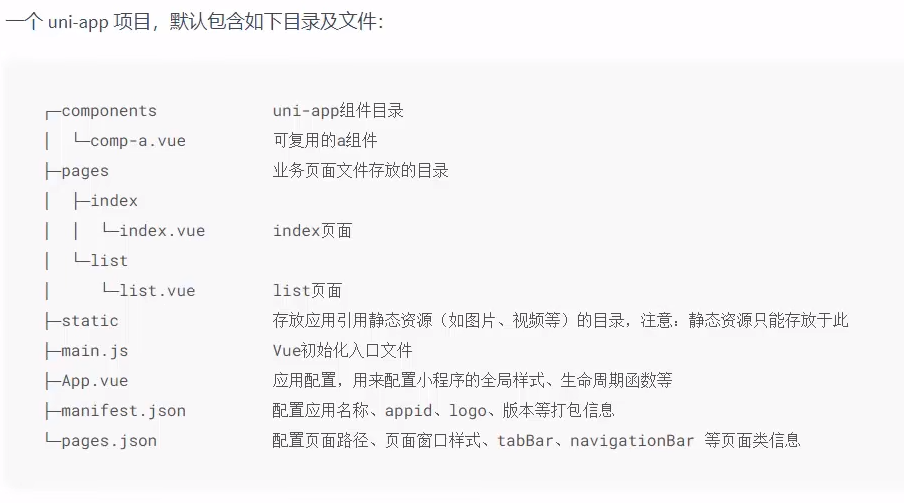 一个 uni-app 项目，默认包含如下目录及文件：
┌─components            uni-app组件目录
│  └─comp-a.vue         可复用的a组件
├─pages                 业务页面文件存放的目录
│  ├─index
│  │  └─index.vue       index页面
│  └─list
│     └─list.vue        list页面
├─static                存放应用引用静态资源（如图片、视频等）的目录，注意：静态资源只能存放于此
├─main.js               Vue初始化入口文件
├─App.vue               应用配置，用来配置小程序的全局样式、生命周期函数等
├─manifest.json         配置应用名称、appid、logo、版本等打包信息
└─pages.json            配置页面路径、页面窗口样式、tabBar、navigationBar 等页面类信息